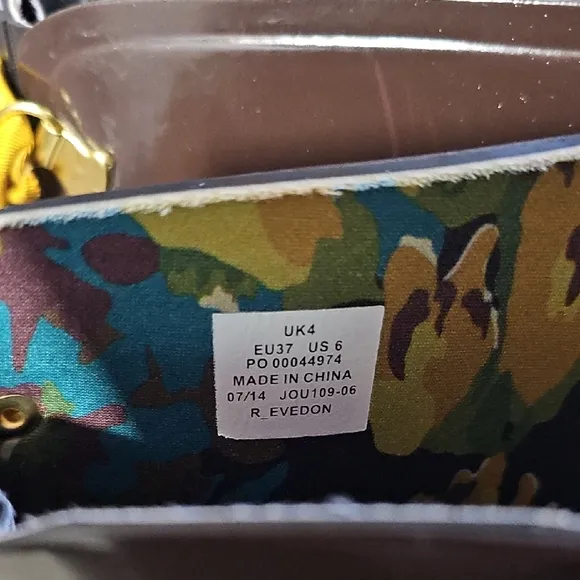 UK4
EU37 US 6
PO 00044974
MADE IN CHINA
07/14 JOU109-06
R_EVEDON